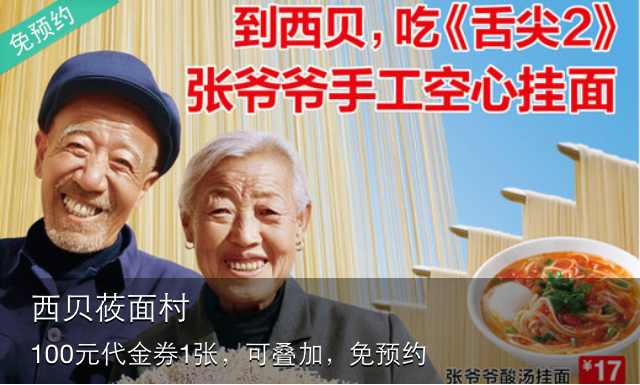 免预约
到西贝，吃《舌尖2》
张爷爷手工空心挂面
西贝莜面村
100元代金券1张，可叠加，免预约
张爷爷酸汤挂面
¥17